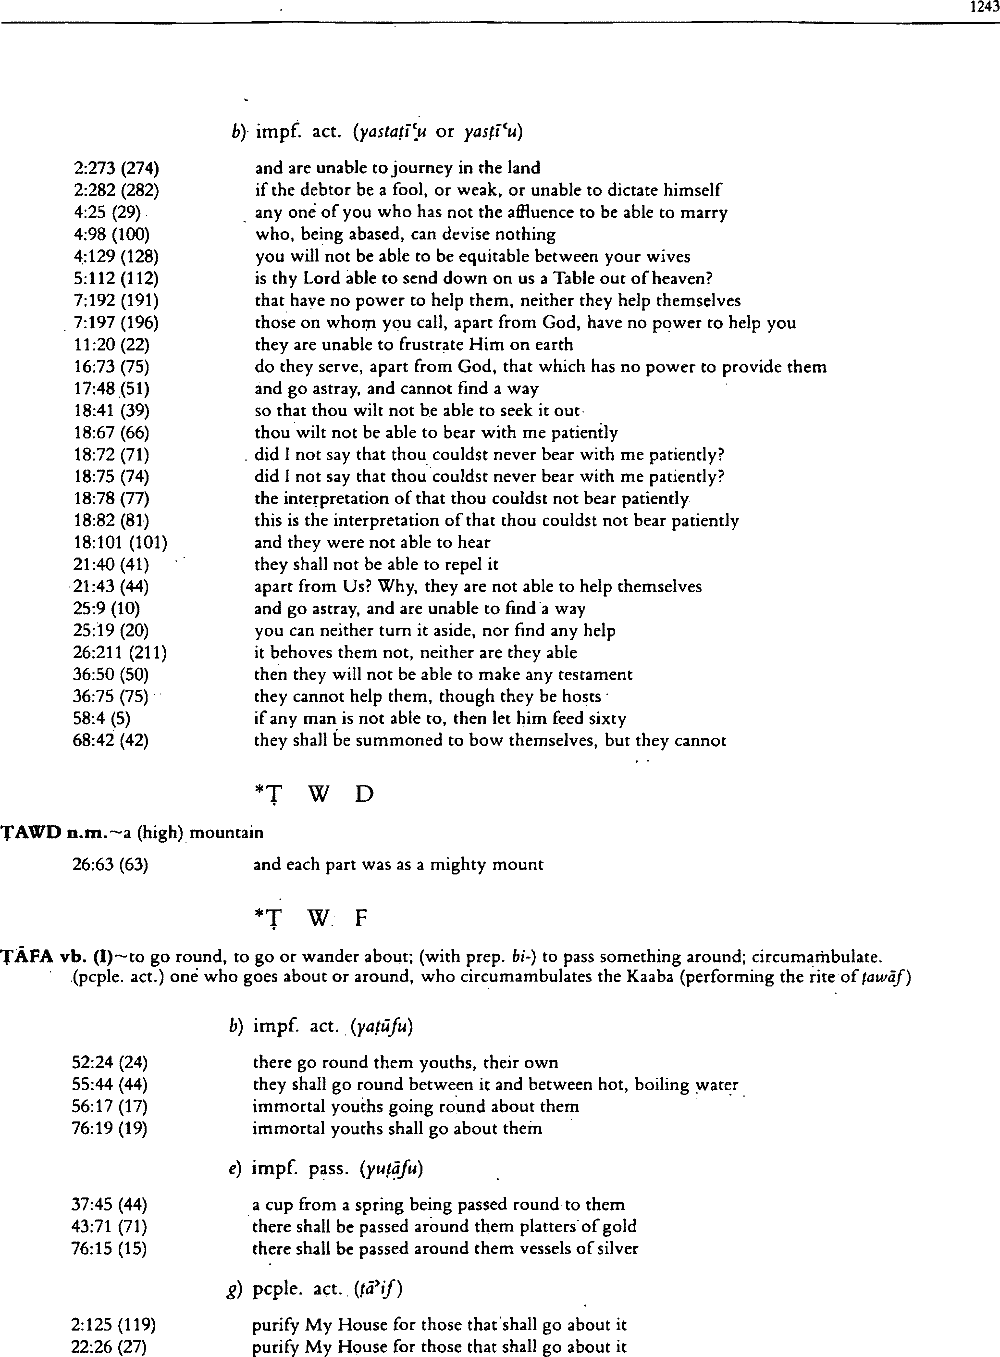 1243
b) impf. act. (yastaṭīʿu or yasṭīʿu)
2:273 (274) and are unable to journey in the land
2:282 (282) if the debtor be a fool, or weak, or unable to dictate himself
4:25 (29) any one of you who has not the affluence to be able to marry
4:98 (100) who, being abased, can devise nothing
4:129 (128) you will not be able to be equitable between your wives
5:112 (112) is thy Lord able to send down on us a Table out of heaven?
7:192 (191) that have no power to help them, neither they help themselves
7:197 (196) those on whom you call, apart from God, have no power to help you
11:20 (22) they are unable to frustrate Him on earth
16:73 (75) do they serve, apart from God, that which has no power to provide them
17:48 (51) and go astray, and cannot find a way
18:41 (39) so that thou wilt not be able to seek it out
18:67 (66) thou wilt not be able to bear with me patiently
18:72 (71) did I not say that thou couldst never bear with me patiently?
18:75 (74) did I not say that thou couldst never bear with me patiently?
18:78 (77) the interpretation of that thou couldst not bear patiently
18:82 (81) this is the interpretation of that thou couldst not bear patiently
18:101 (101) and they were not able to hear
21:40 (41) they shall not be able to repel it
21:43 (44) apart from Us? Why, they are not able to help themselves
25:9 (10) and go astray, and are unable to find a way
25:19 (20) you can neither turn it aside, nor find any help
26:211 (211) it behoves them not, neither are they able
36:50 (50) then they will not be able to make any testament
36:75 (75) they cannot help them, though they be hosts
58:4 (5) if any man is not able to, then let him feed sixty
68:42 (42) they shall be summoned to bow themselves, but they cannot
*Ṭ W D
ṬAWD n.m.~a (high) mountain
26:63 (63) and each part was as a mighty mount
*Ṭ W F
ṬĀFA vb. (I)~to go round, to go or wander about; (with prep. bi-) to pass something around; circumambulate.
(pcple. act.) one who goes about or around, who circumambulates the Kaaba (performing the rite of ṭawāf)
b) impf. act. (yaṭūfu)
52:24 (24) there go round them youths, their own
55:44 (44) they shall go round between it and between hot, boiling water
56:17 (17) immortal youths going round about them
76:19 (19) immortal youths shall go about them
e) impf. pass. (yuṭāfu)
37:45 (44) a cup from a spring being passed round to them
43:71 (71) there shall be passed around them platters of gold
76:15 (15) there shall be passed around them vessels of silver
g) pcple. act. (ṭāʾif)
2:125 (119) purify My House for those that shall go about it
22:26 (27) purify My House for those that shall go about it